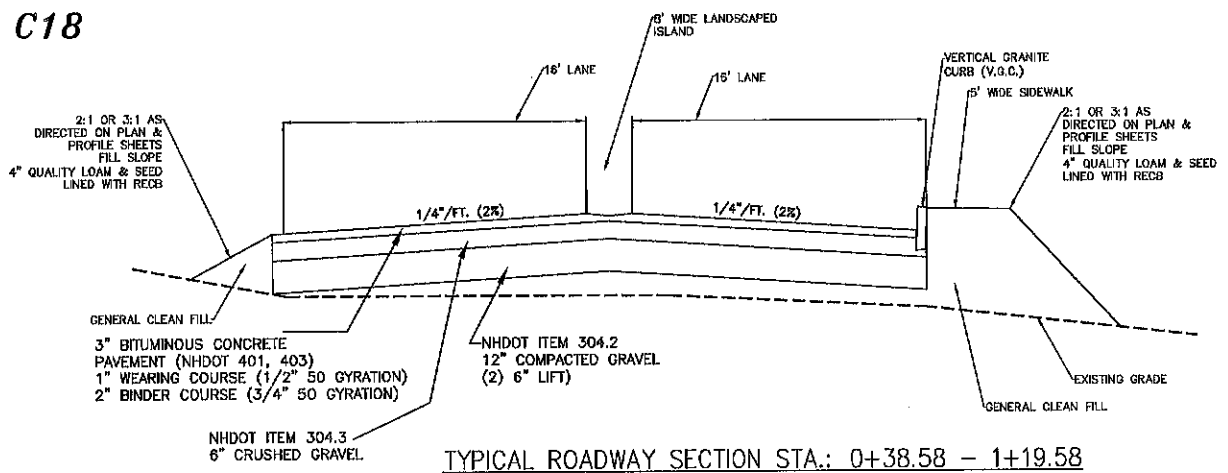 C18
6' WIDE LANDSCAPED
ISLAND
16' LANE
16' LANE
VERTICAL GRANITE
CURB (V.G.C.)
5' WIDE SIDEWALK
2:1 OR 3:1 AS
DIRECTED ON PLAN &
PROFILE SHEETS
FILL SLOPE
4" QUALITY LOAM & SEED
LINED WITH RECB
2:1 OR 3:1 AS
DIRECTED ON PLAN &
PROFILE SHEETS
FILL SLOPE
4" QUALITY LOAM & SEED
LINED WITH RECB
1/4"/FT. (2%)
1/4"/FT. (2%)
GENERAL CLEAN FILL
3" BITUMINOUS CONCRETE
PAVEMENT (NHDOT 401, 403)
1" WEARING COURSE (1/2" 50 GYRATION)
2" BINDER COURSE (3/4" 50 GYRATION)
NHDOT ITEM 304.2
12" COMPACTED GRAVEL
(2) 6" LIFT)
EXISTING GRADE
GENERAL CLEAN FILL
NHDOT ITEM 304.3
6" CRUSHED GRAVEL
TYPICAL ROADWAY SECTION STA.: 0+38.58 - 1+19.58